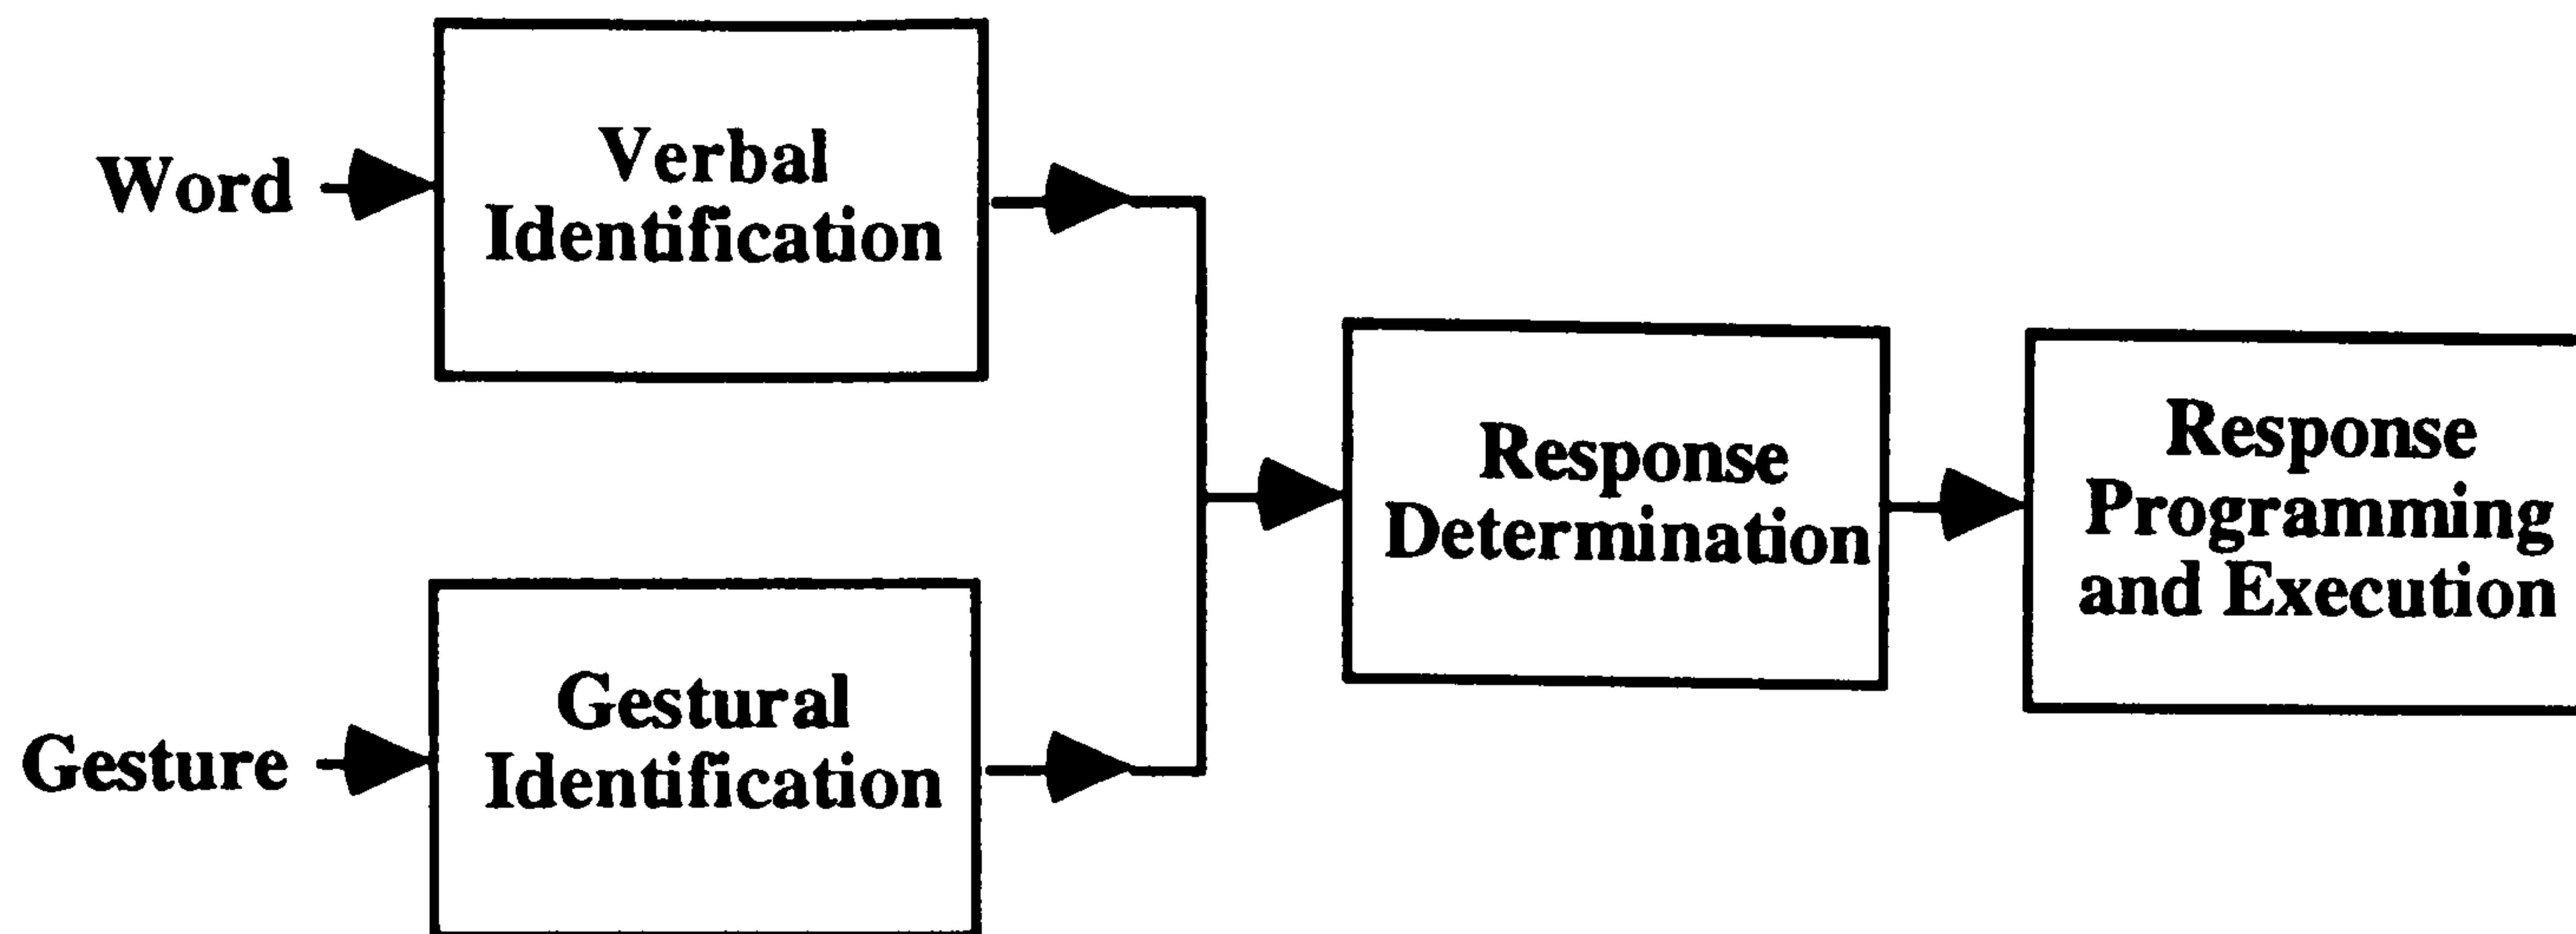 Word
Verbal
Identification
Gesture
Gestural
Identification
Response
Determination
Response
Programming
and Execution